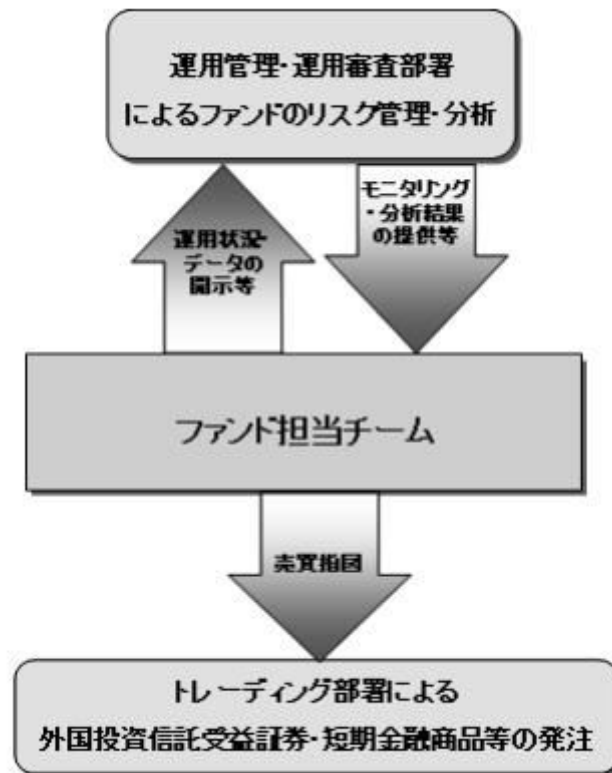 運用管理・運用審査部署
によるファンドのリスク管理・分析
運用状況・
データの
開示等
モニタリング
・分析結果
の提供等
ファンド担当チーム
売買指図
トレーディング部署による
外国投資信託受益証券・短期金融商品等の発注